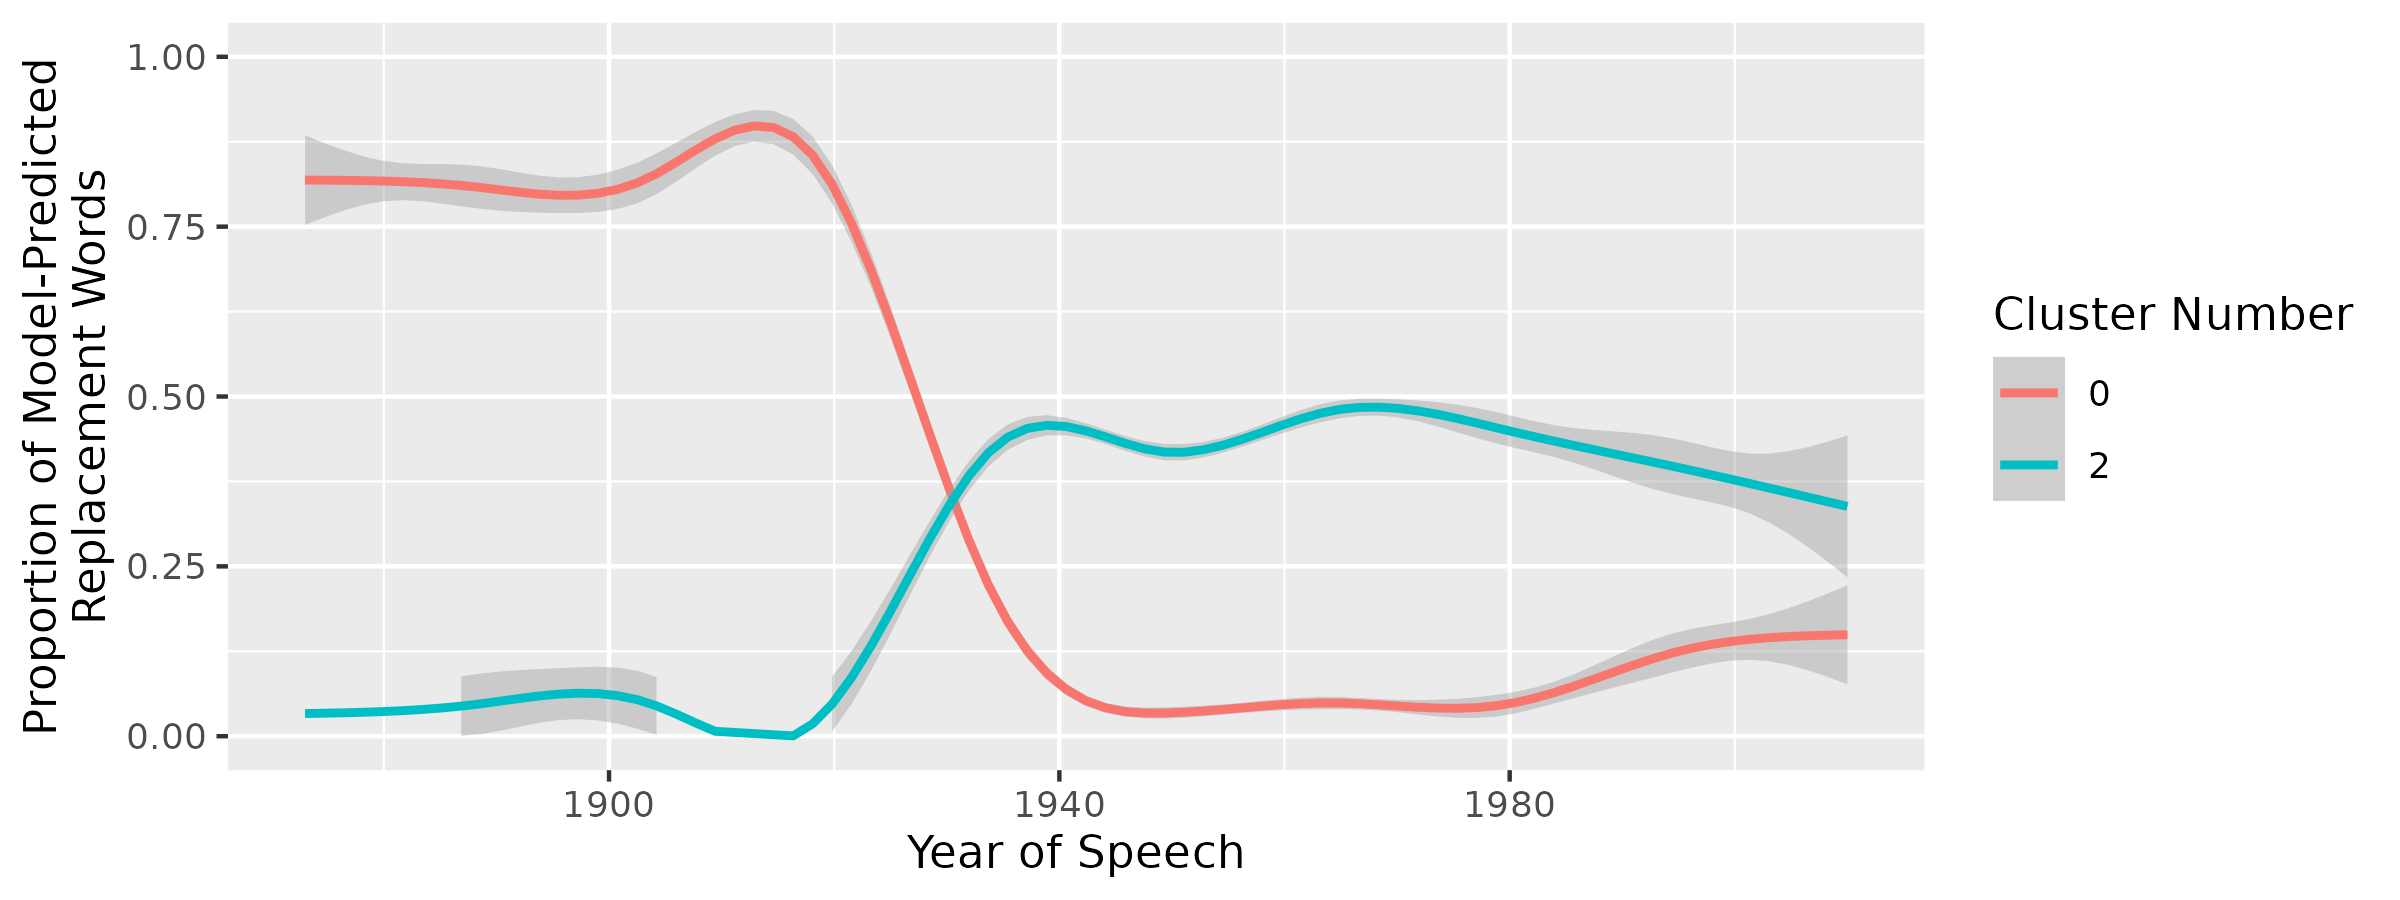 Proportion of Model-Predicted
Replacement Words
1.00
0.75
0.50
0.25
0.00
1900
1940
1980
Year of Speech
Cluster Number
0
2